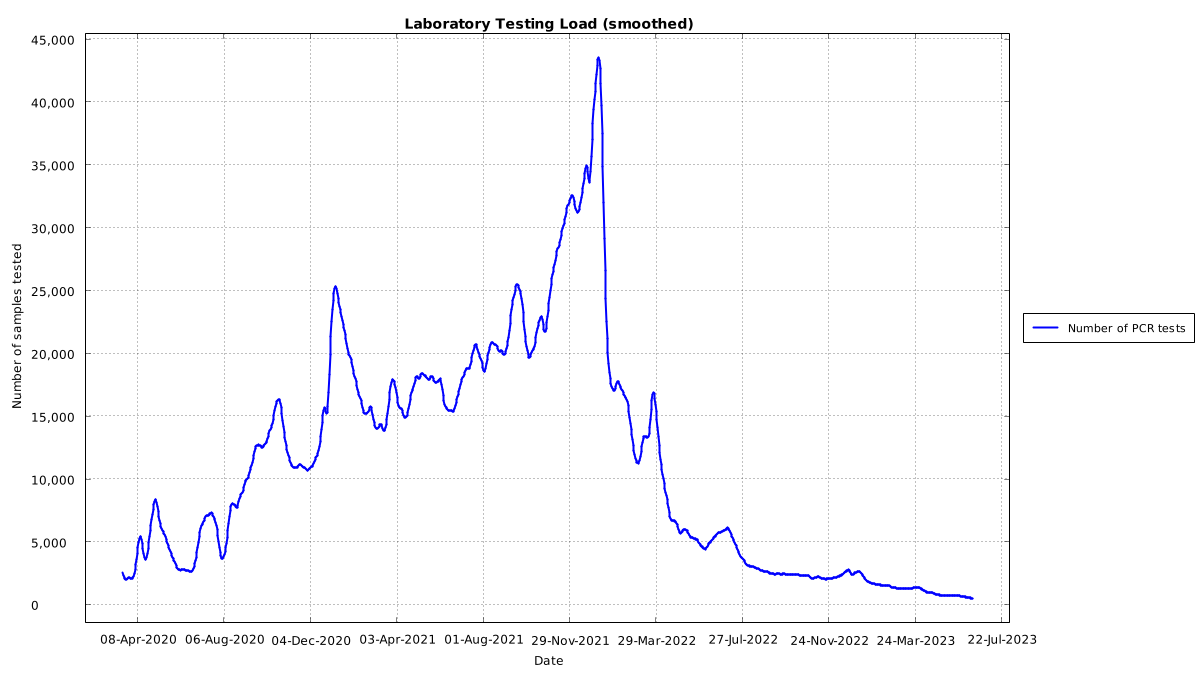 Laboratory Testing Load (smoothed)
45,000
40,000
35,000
30,000
25,000
20,000
15,000
10,000
5,000
0
Number of samples tested
08-Apr-2020 06-Aug-2020 04-Dec-2020 03-Apr-2021 01-Aug-2021 29-Nov-2021 29-Mar-2022 27-Jul-2022 24-Nov-2022 24-Mar-2023 22-Jul-2023
Date
Number of PCR tests